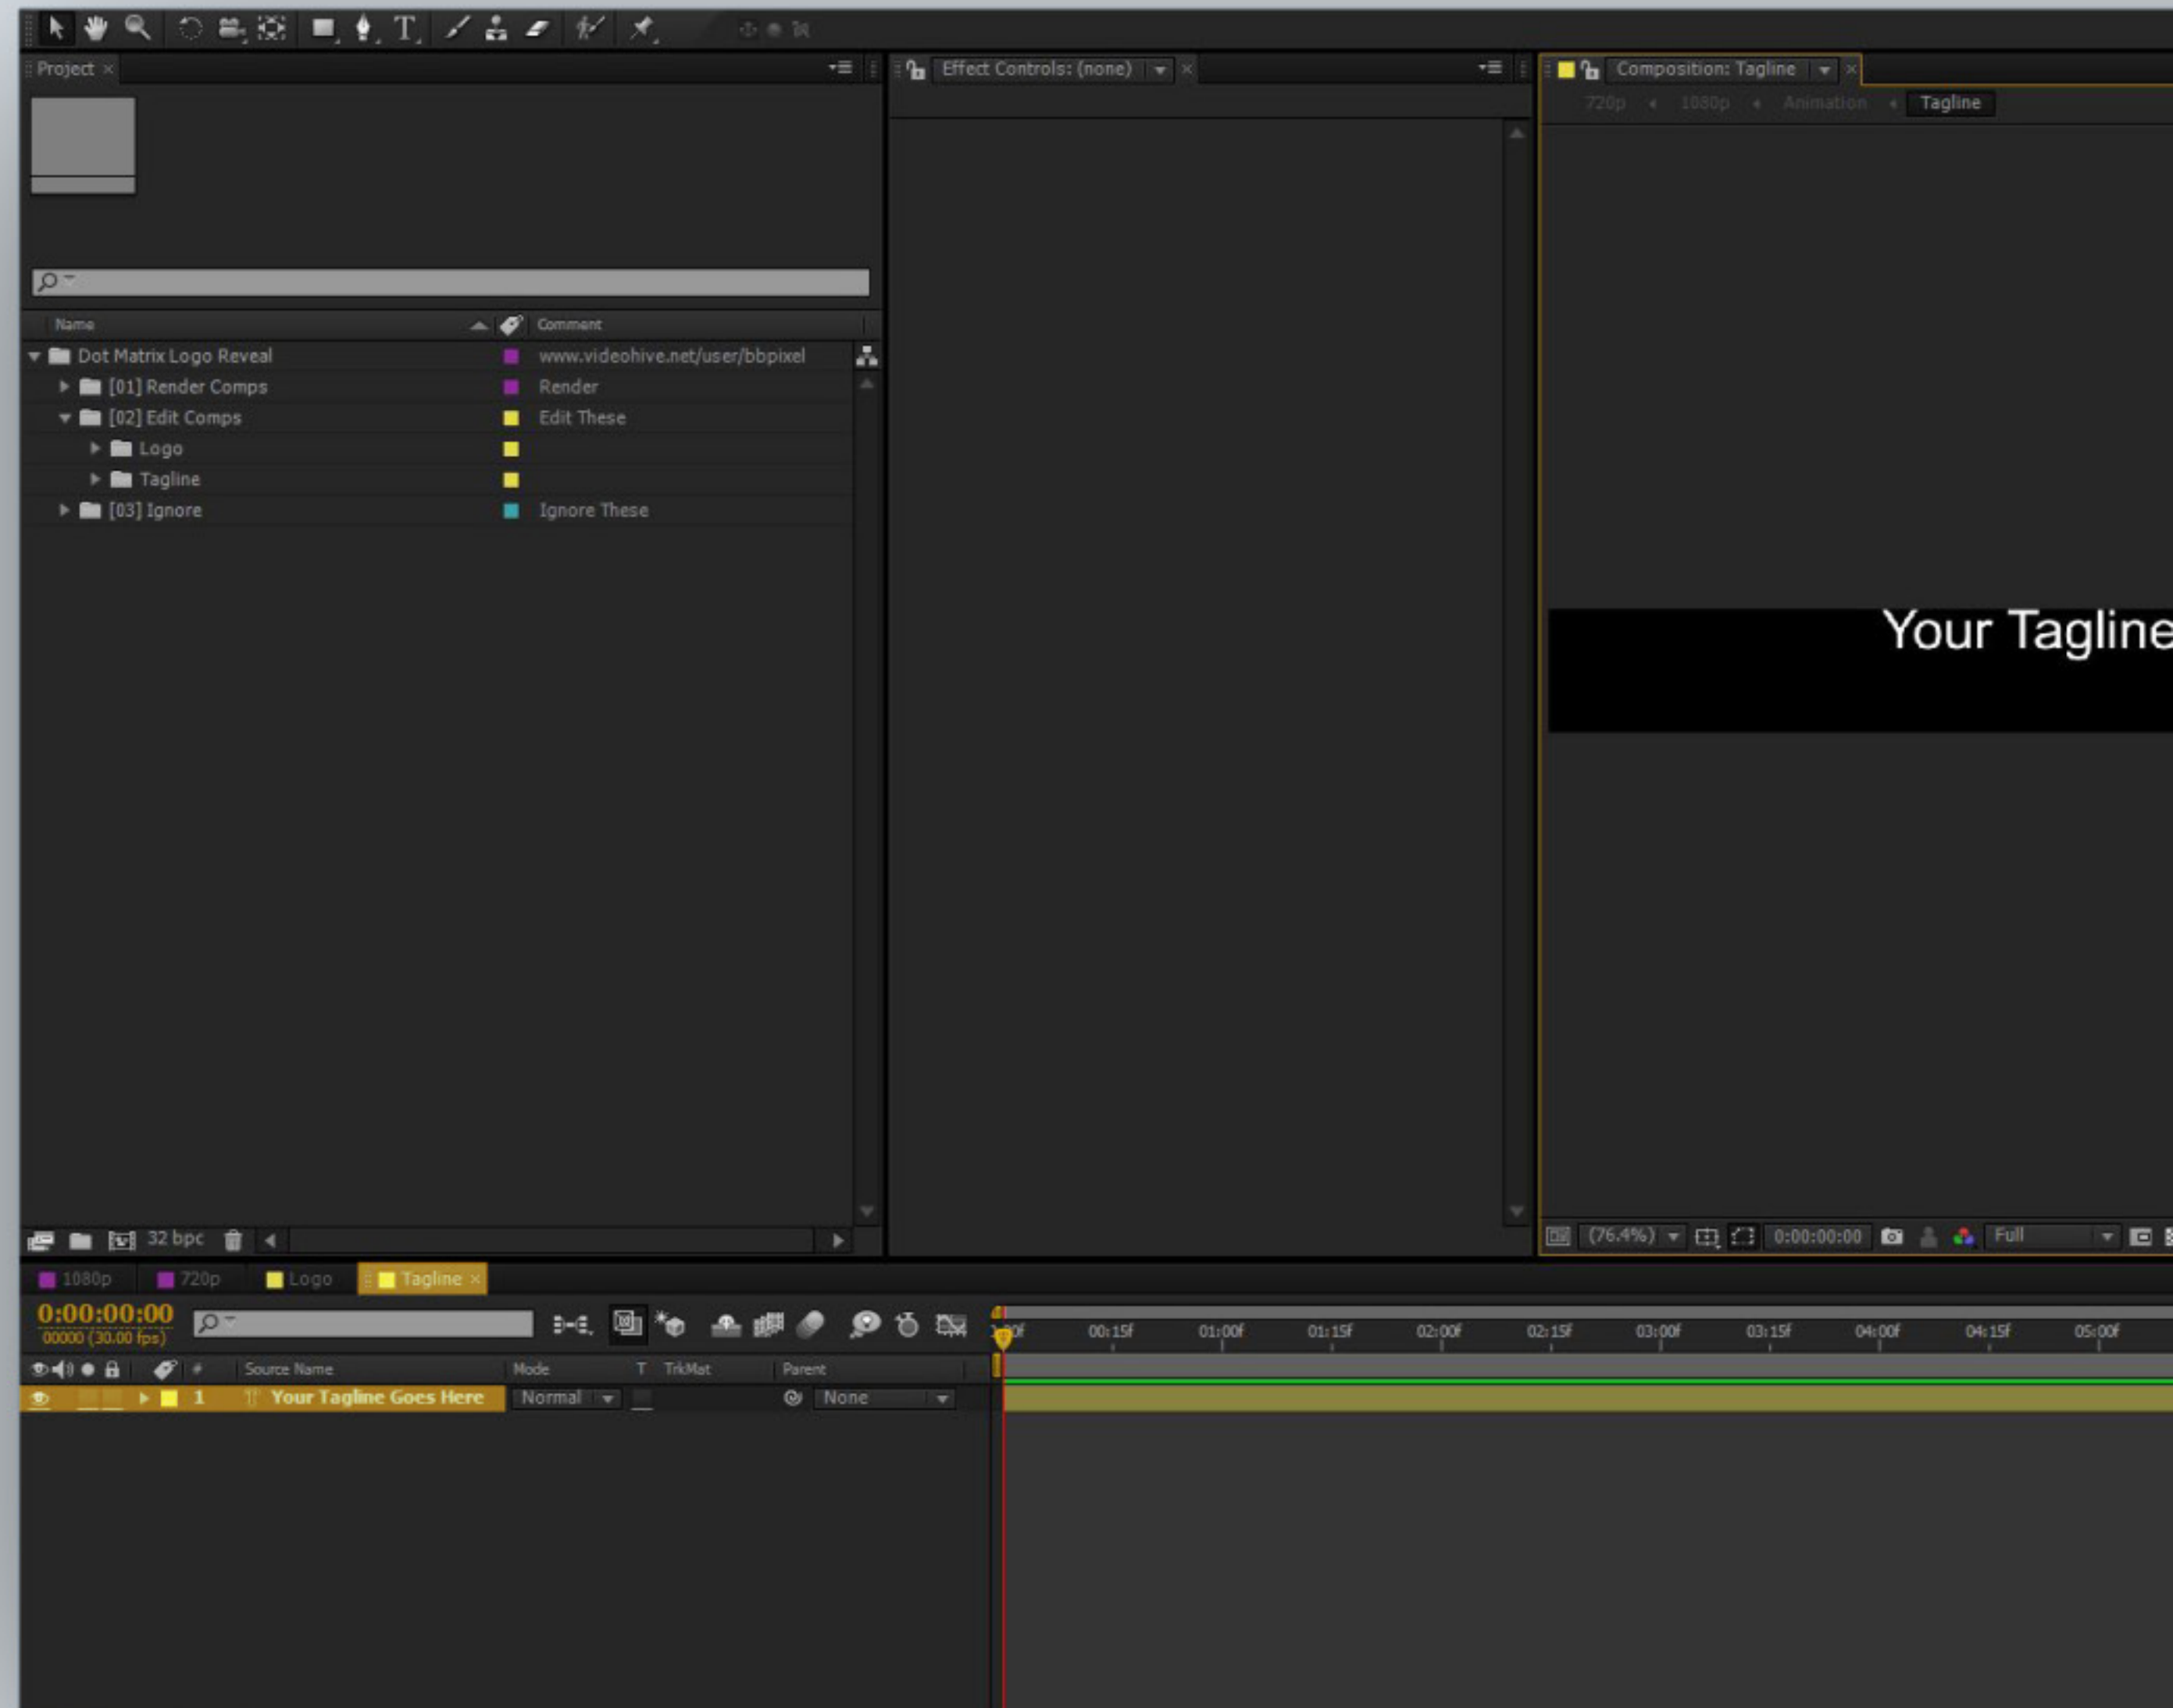 Project ×
Effect Controls: (none)
Composition: Tagline
720p 1080p Animation Tagline
Name Comment
Dot Matrix Logo Reveal www.videohive.net/user/bbpixel
[01] Render Comps Render
[02] Edit Comps Edit These
Logo
Tagline
[03] Ignore Ignore These
Your Tagline
32 bpc
(76.4%) 0:00:00:00 Full
1080p 720p Logo Tagline ×
0:00:00:00
00000 (30.00 fps)
00:15f 01:00f 01:15f 02:00f 02:15f 03:00f 03:15f 04:00f 04:15f 05:00f
# Source Name Mode T TrkMat Parent
1 Your Tagline Goes Here Normal None